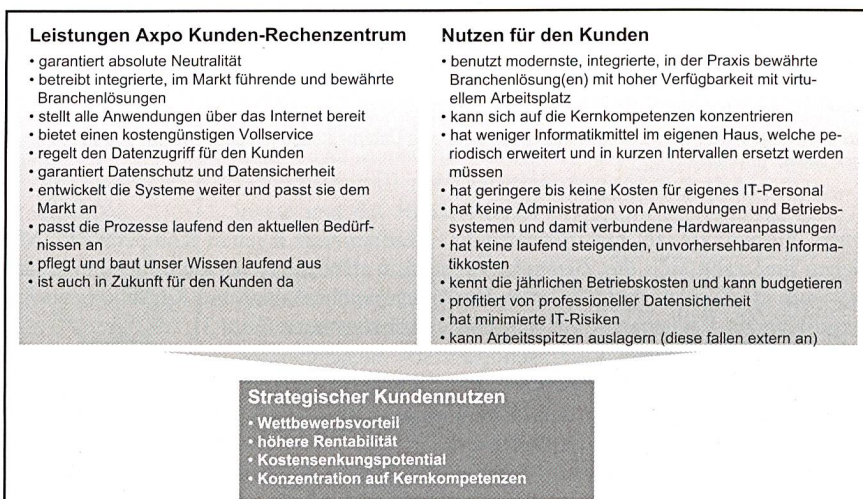 Leistungen Axpo Kunden-Rechenzentrum
• garantiert absolute Neutralität
• betreibt integrierte, im Markt führende und bewährte
Branchenlösungen
• stellt alle Anwendungen über das Internet bereit
• bietet einen kostengünstigen Vollservice
• regelt den Datenzugriff für den Kunden
• garantiert Datenschutz und Datensicherheit
• entwickelt die Systeme weiter und passt sie dem
Markt an
• passt die Prozesse laufend den aktuellen Bedürf-
nissen an
• pflegt und baut unser Wissen laufend aus
• ist auch in Zukunft für den Kunden da
Nutzen für den Kunden
• benutzt modernste, integrierte, in der Praxis bewährte
Branchenlösung(en) mit hoher Verfügbarkeit mit virtu-
ellem Arbeitsplatz
• kann sich auf die Kernkompetenzen konzentrieren
• hat weniger Informatikmittel im eigenen Haus, welche pe-
riodisch erweitert und in kurzen Intervallen ersetzt werden
müssen
• hat geringere bis keine Kosten für eigenes IT-Personal
• hat keine Administration von Anwendungen und Betriebs-
systemen und damit verbundene Hardwareanpassungen
• hat keine laufend steigenden, unvorhersehbaren Informa-
tikkosten
• kennt die jährlichen Betriebskosten und kann budgetieren
• profitiert von professioneller Datensicherheit
• hat minimierte IT-Risiken
• kann Arbeitsspitzen auslagern (diese fallen extern an)
Strategischer Kundennutzen
• Wettbewerbsvorteil
• höhere Rentabilität
• Kostensenkungspotential
• Konzentration auf Kernkompetenzen